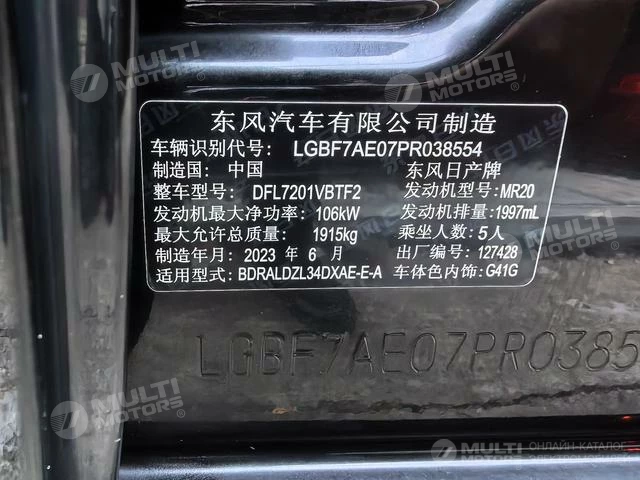 MULTI
MOTORS®
MULTI
MOTORS®
东风汽车有限公司制造
车辆识别代号: LGBF7AE07PR038554
制造国: 中国 东风日产牌
整车型号: DFL7201VBTF2 发动机型号: MR20
发动机最大净功率: 106kW 发动机排量: 1997mL
最大允许总质量: 1915kg 乘坐人数: 5人
制造年月: 2023 年 6 月 出厂编号: 127428
适用型号: BDRALDZL34DXAE-E-A 车体色内饰: G41G
LGBF7AE07PR0385
MULTI
MOTORS®
MULTI
MOTORS
ОНЛАЙН-КАТАЛОГ